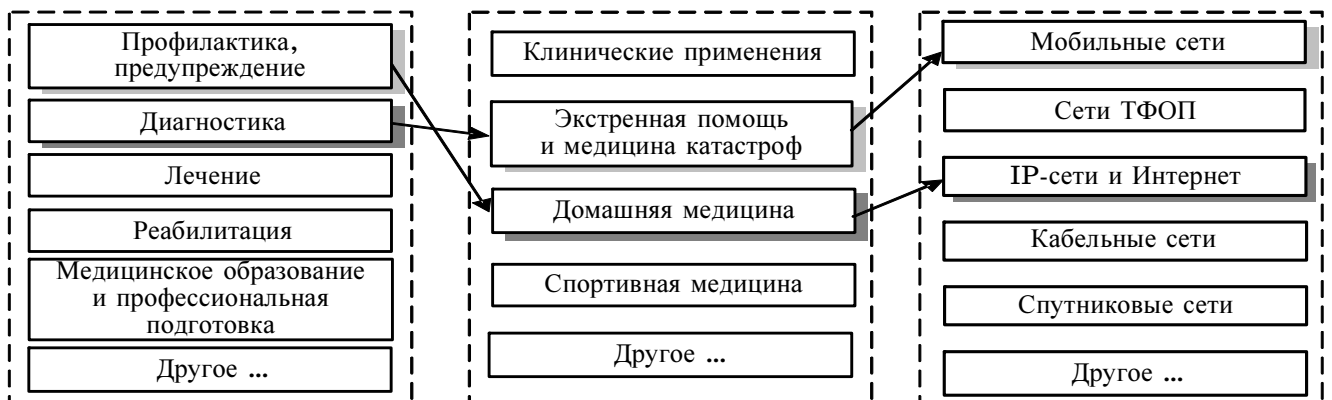 Профилактика,
предупреждение
Диагностика
Лечение
Реабилитация
Медицинское образование
и профессиональная
подготовка
Другое ...
Клинические применения
Экстренная помощь
и медицина катастроф
Домашняя медицина
Спортивная медицина
Другое ...
Мобильные сети
Сети ТФОП
IP-сети и Интернет
Кабельные сети
Спутниковые сети
Другое ...